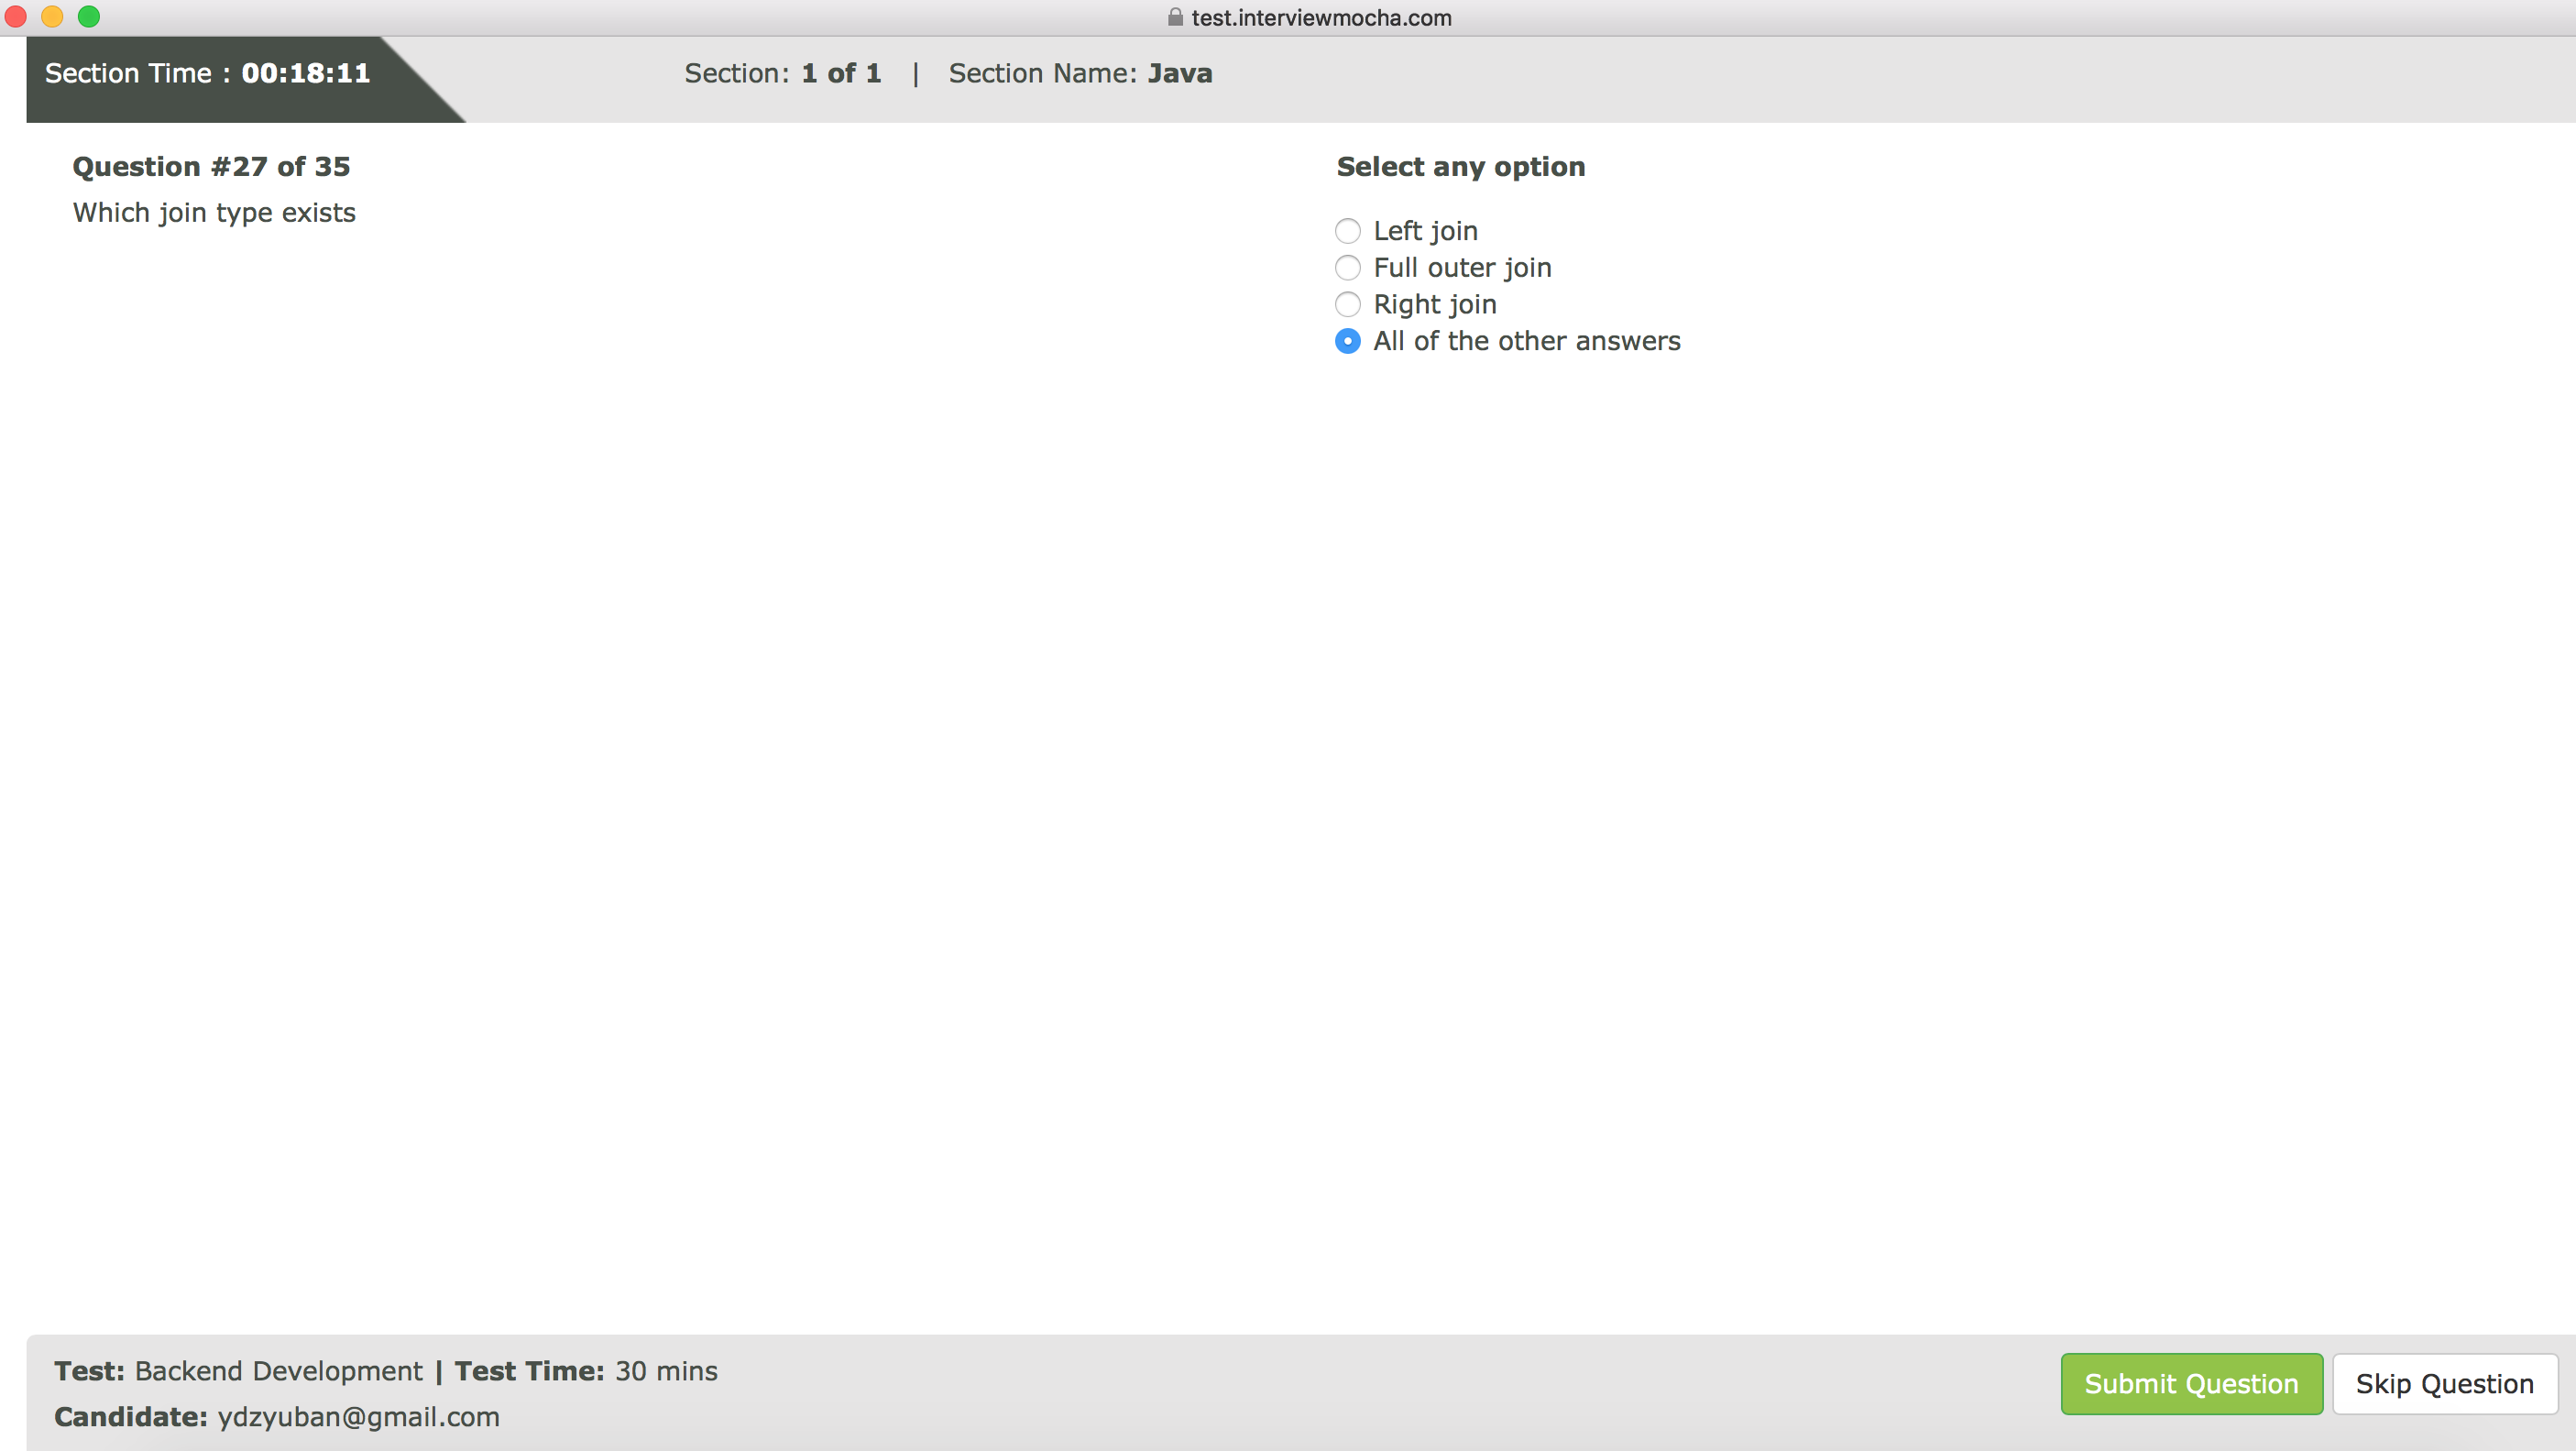 test.interviewmocha.com
Section Time : 00:18:11
Section: 1 of 1 | Section Name: Java
Question #27 of 35
Which join type exists
Select any option
Left join
Full outer join
Right join
All of the other answers
Test: Backend Development | Test Time: 30 mins
Candidate: ydzyuban@gmail.com
Submit Question
Skip Question